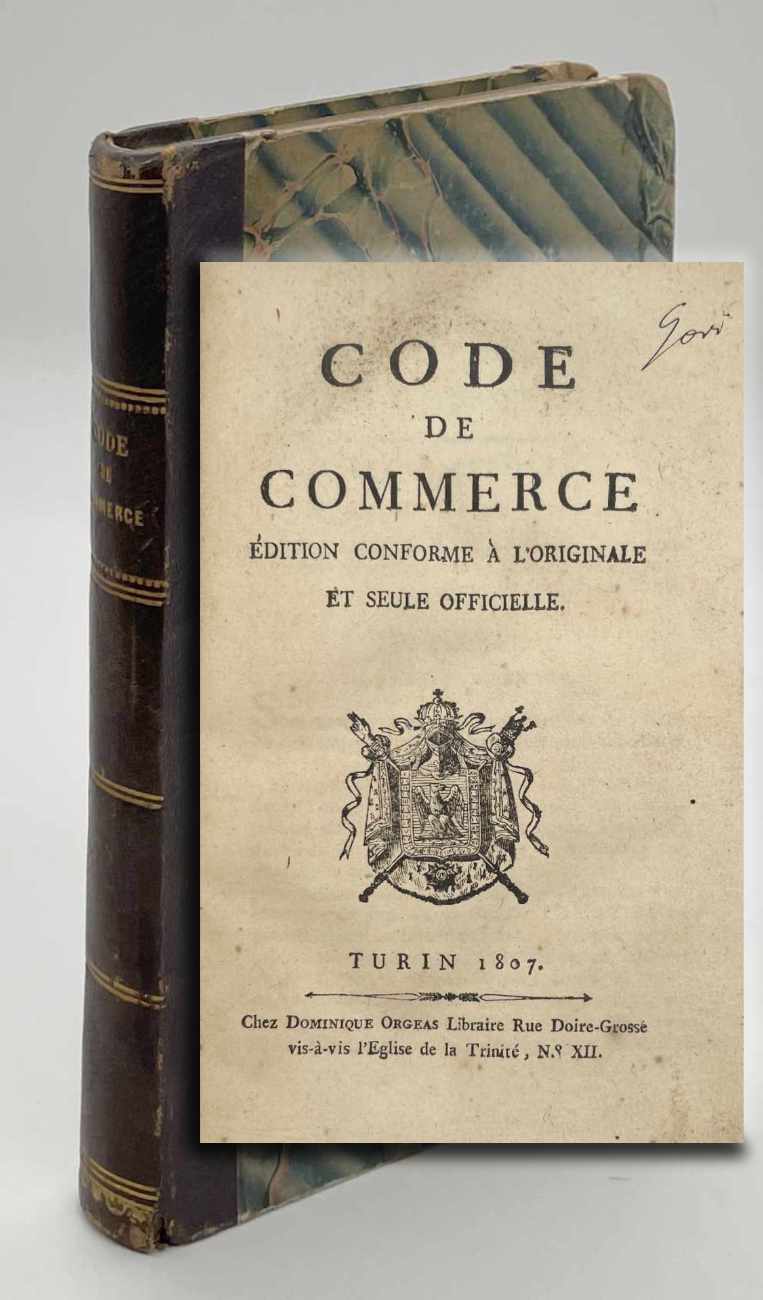 CODE
DE
COMMERCE
CODE
DE
COMMERCE
ÉDITION CONFORME À L'ORIGINALE
ET SEULE OFFICIELLE.
TURIN 1807.
Chez DOMINIQUE ORGEAS Libraire Rue Doire-Grosse
vis-à-vis l'Eglise de la Trinité, N.º XII.